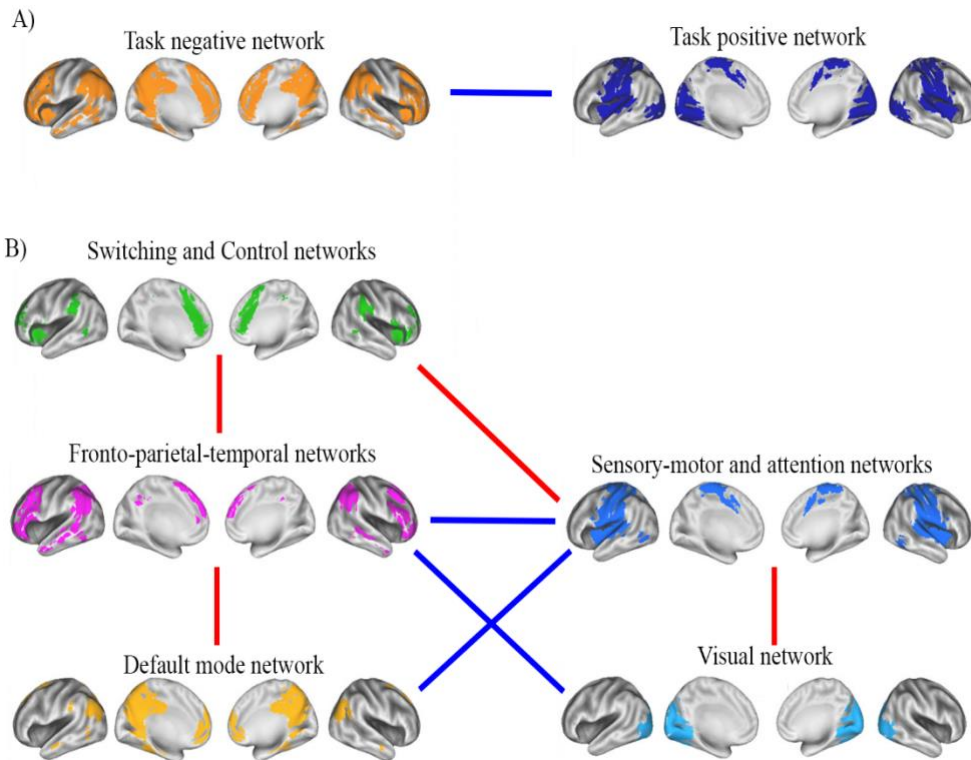 A)
Task negative network
Task positive network
B)
Switching and Control networks
Fronto-parietal-temporal networks
Sensory-motor and attention networks
Default mode network
Visual network